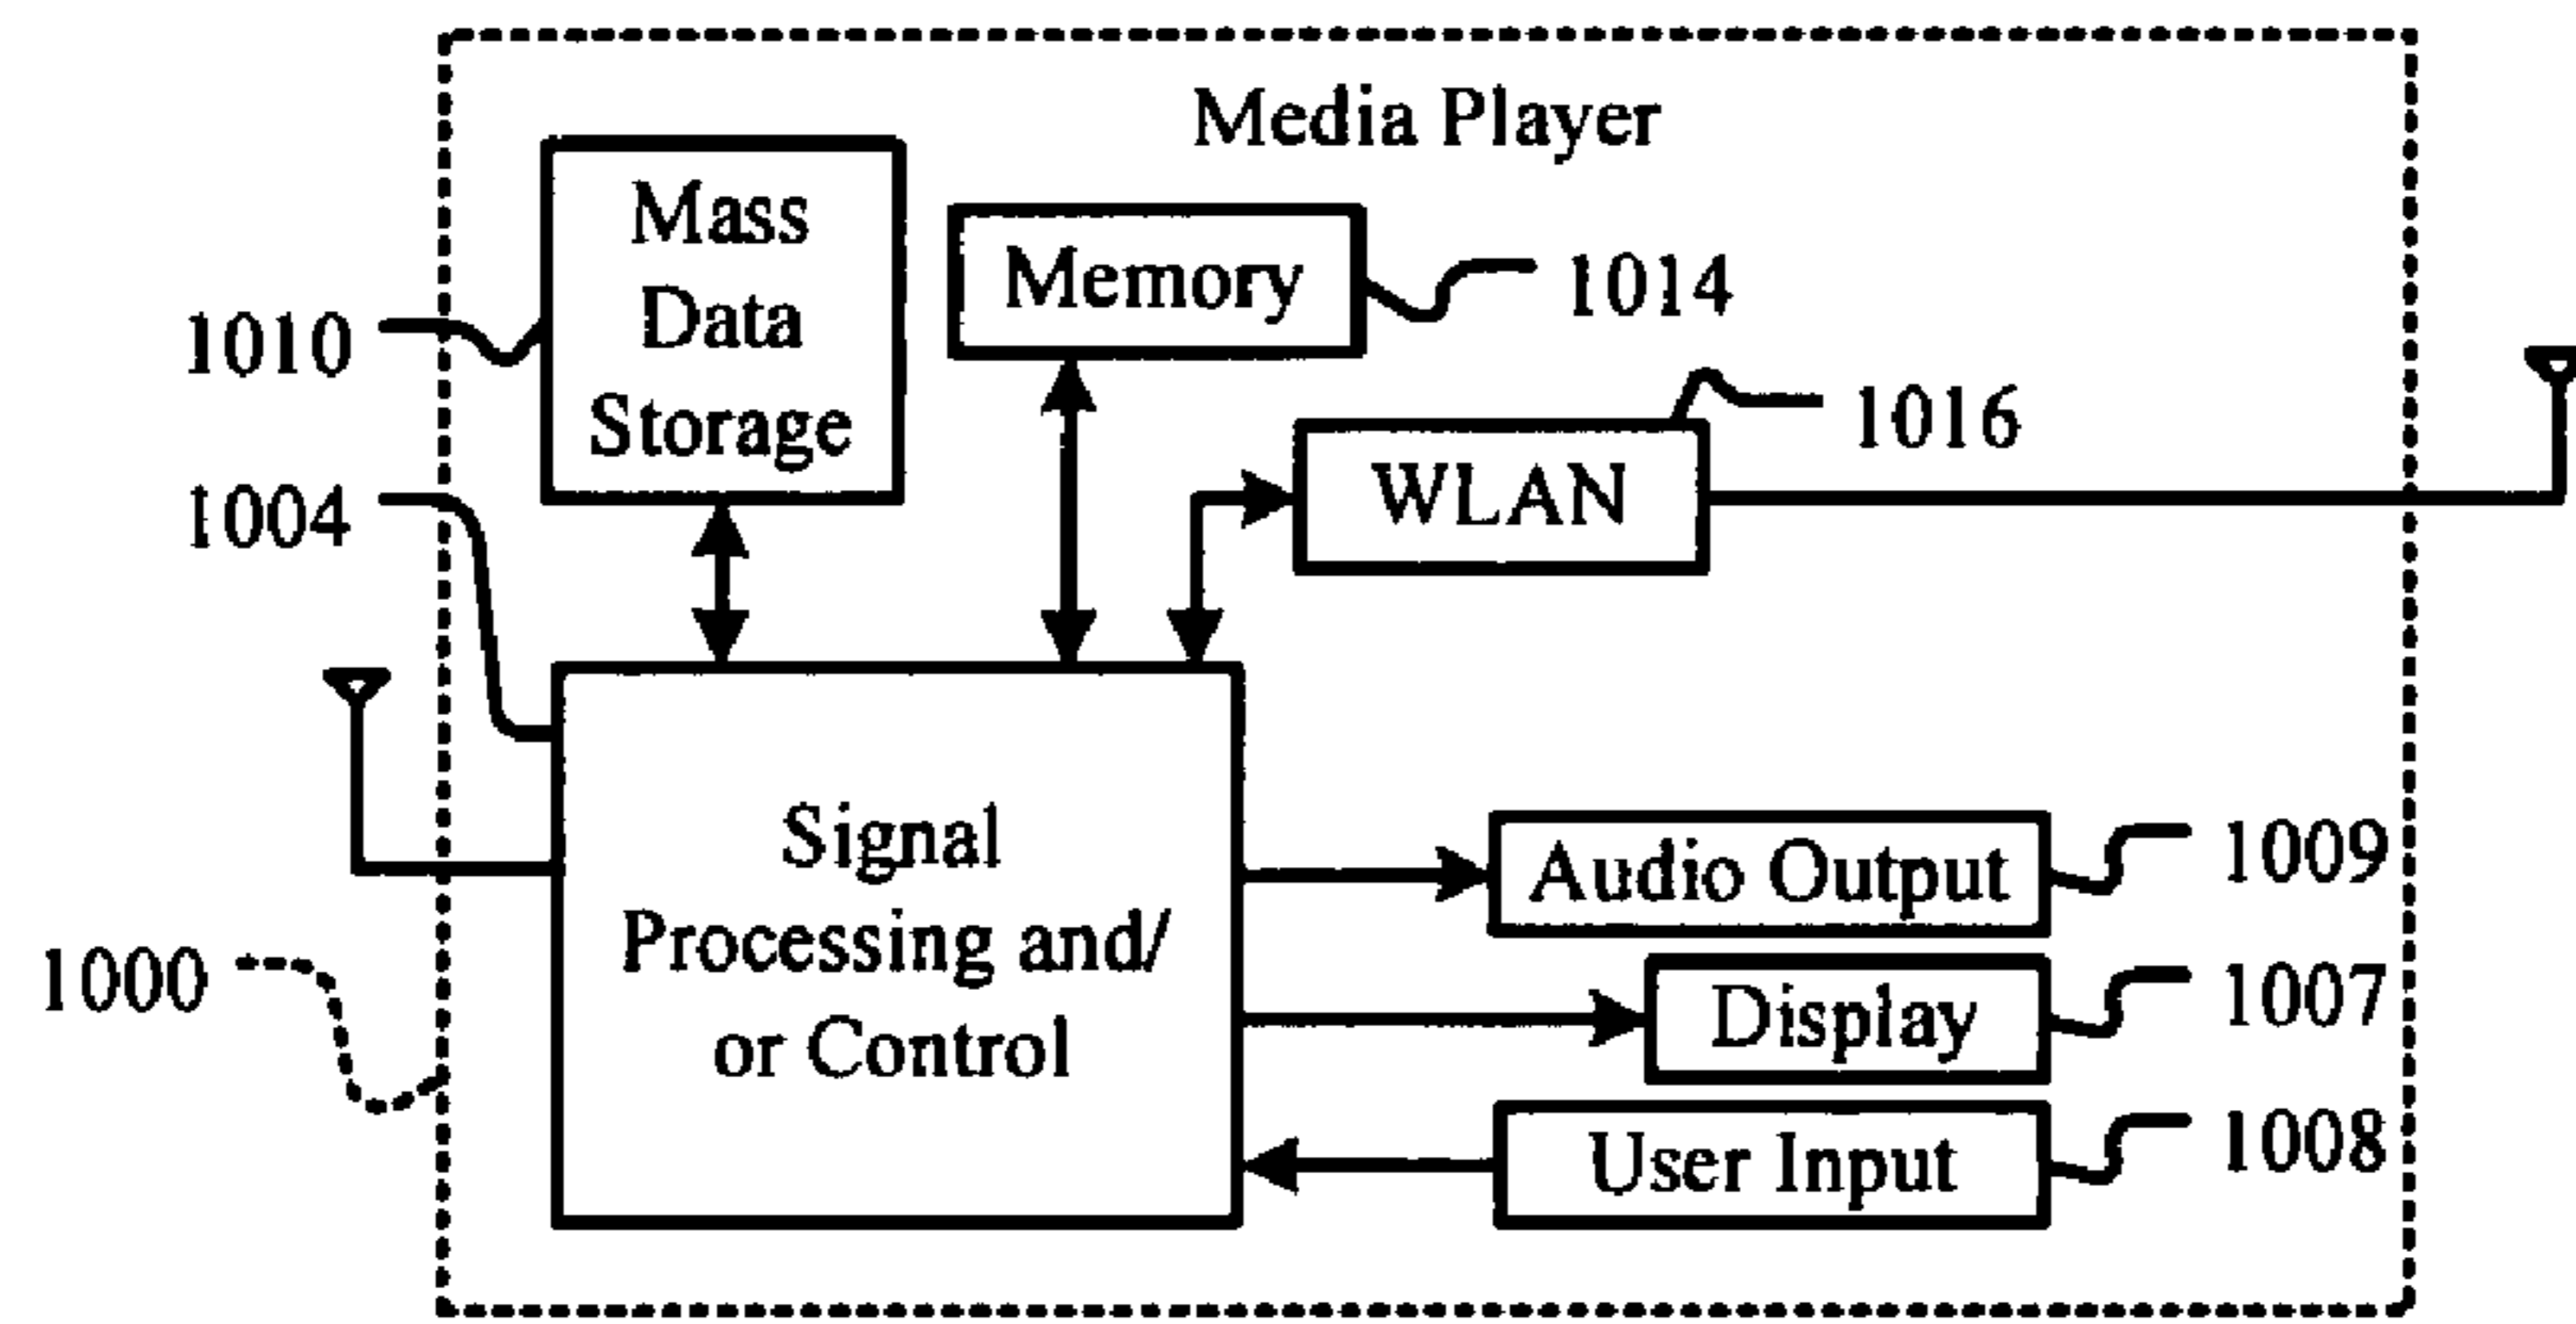 Media Player
Mass
Data
Storage
Memory
1014
1010
1016
WLAN
1004
Signal
Processing and/
or Control
Audio Output
1009
1000
Display
1007
User Input
1008